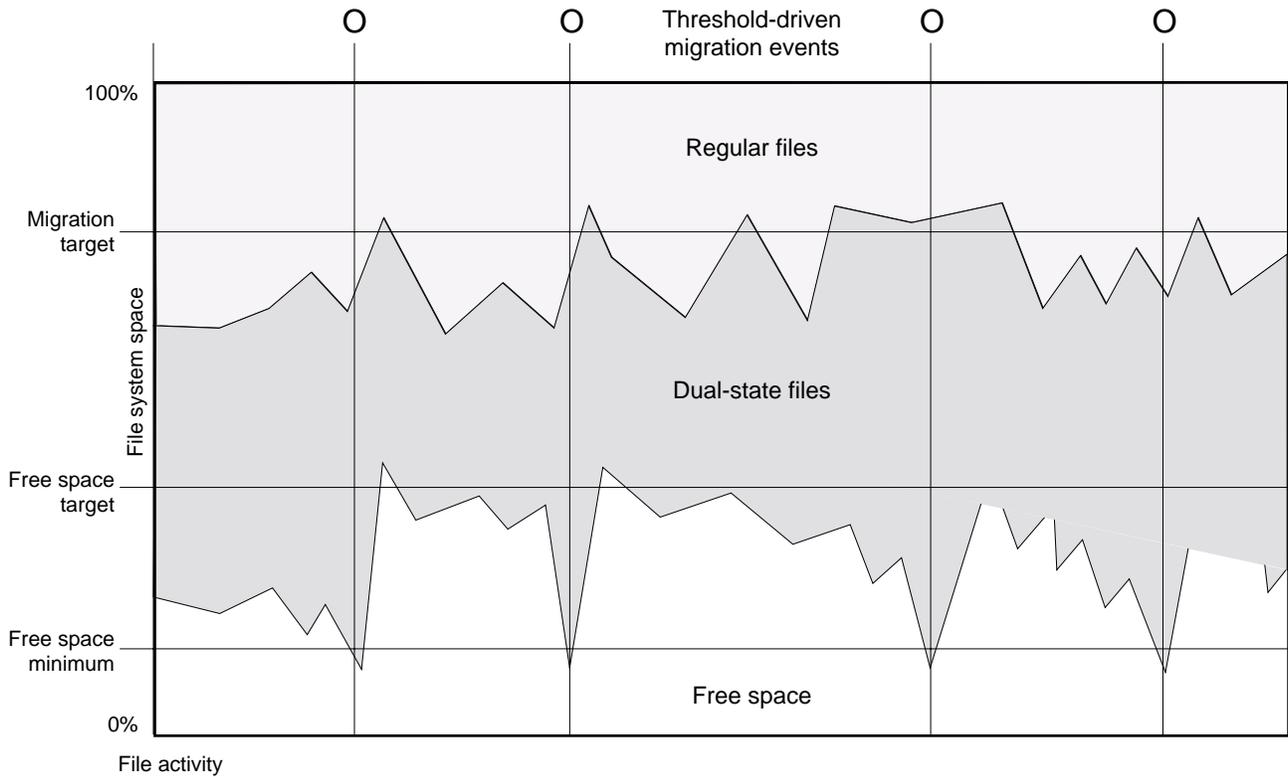 O O Threshold-driven O O
migration events
100%
Regular files
Migration
target
File system space
Dual-state files
Free space
target
Free space
minimum
Free space
0%
File activity